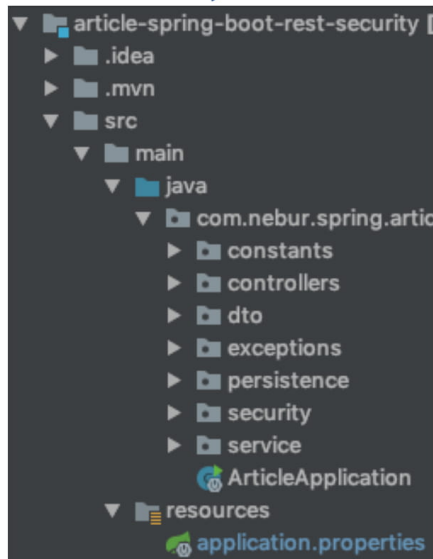 article-spring-boot-rest-security [
.idea
.mvn
src
main
java
com.nebur.spring.artic
constants
controllers
dto
exceptions
persistence
security
service
ArticleApplication
resources
application.properties